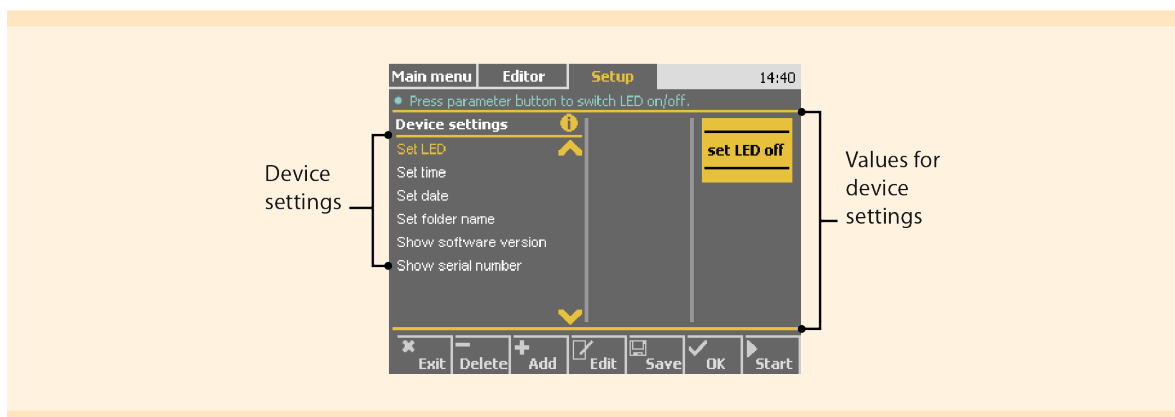 Main menu Editor Setup 14:40
• Press parameter button to switch LED on/off.
Device settings
Set LED
Set time
Set date
Set folder name
Show software version
Show serial number
set LED off
Device
settings
Values for
device
settings
Exit Delete Add Edit Save OK Start